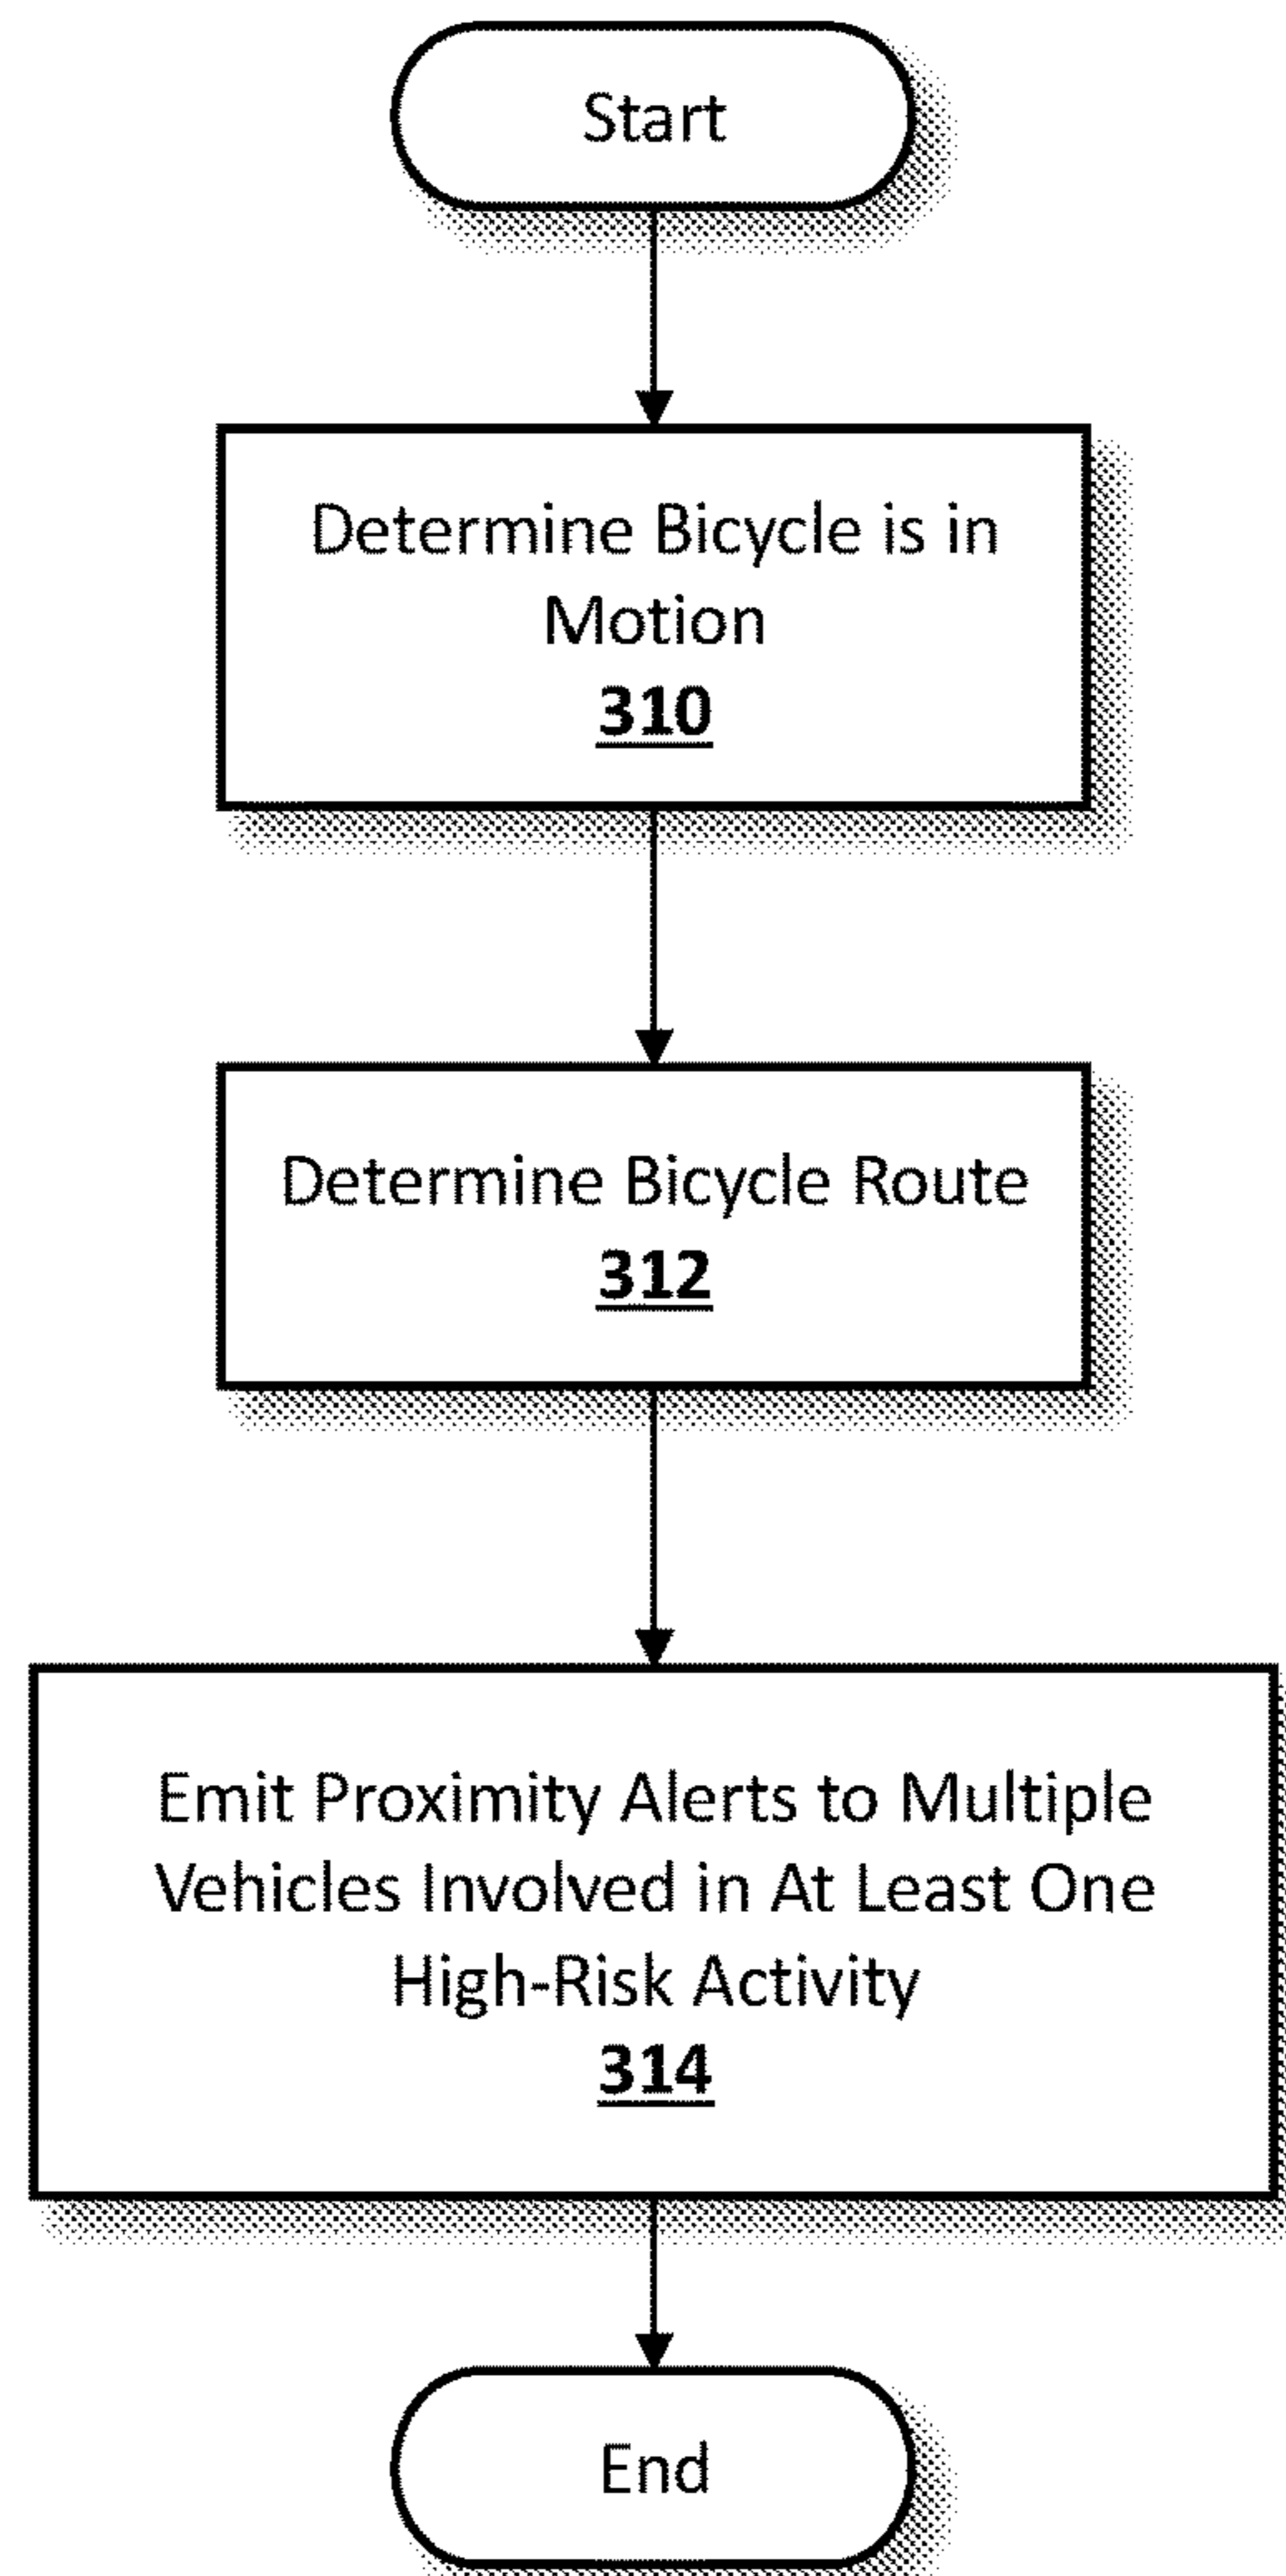 Start
Determine Bicycle is in
Motion
310
Determine Bicycle Route
312
Emit Proximity Alerts to Multiple
Vehicles Involved in At Least One
High-Risk Activity
314
End